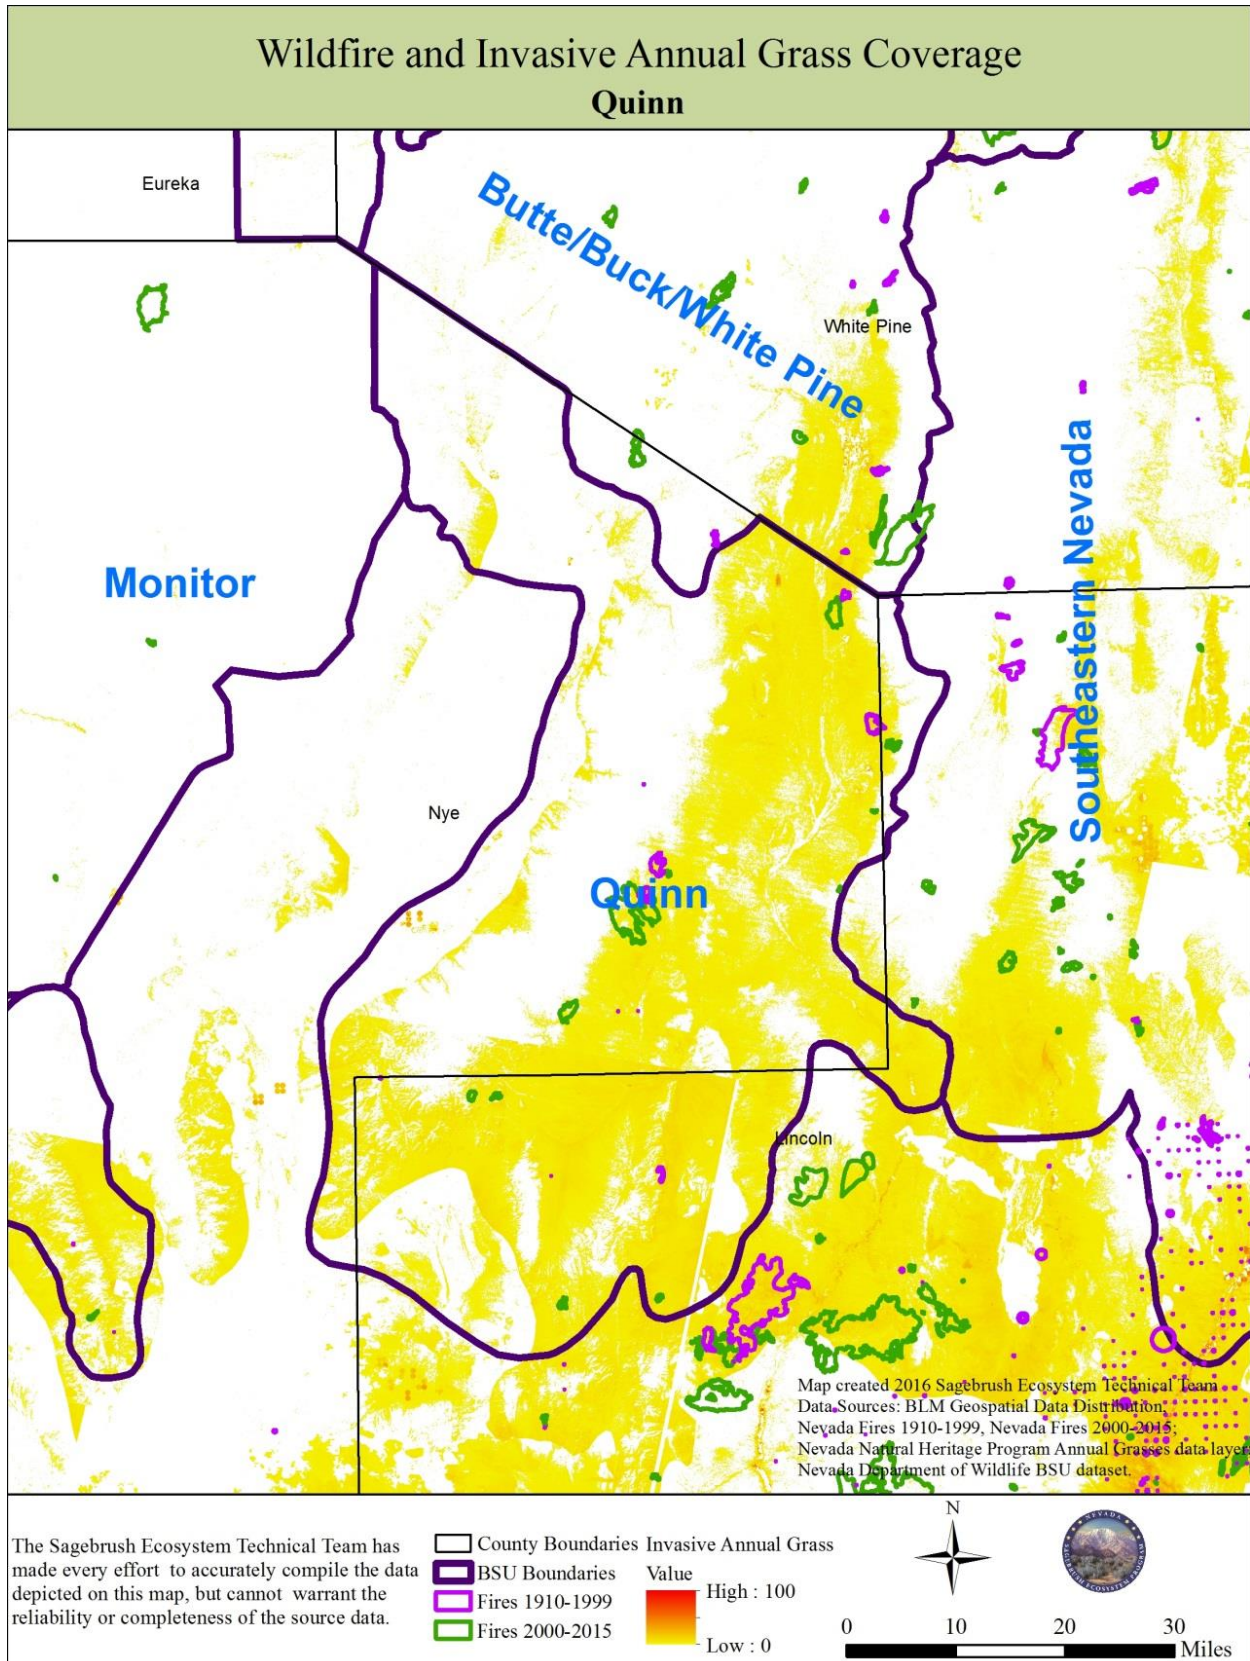 Wildfire and Invasive Annual Grass Coverage
Quinn
Eureka
Butte/Buck/White Pine
White Pine
Southeastern Nevada
Monitor
Nye
Quinn
Lincoln
Map created 2016 Sagebrush Ecosystem Technical Team
Data Sources: BLM Geospatial Data Distribution,
Nevada Fires 1910-1999, Nevada Fires 2000-2015;
Nevada Natural Heritage Program Annual Grasses data layer
Nevada Department of Wildlife BSU dataset.
The Sagebrush Ecosystem Technical Team has
made every effort to accurately compile the data
depicted on this map, but cannot warrant the
reliability or completeness of the source data.
County Boundaries
BSU Boundaries
Fires 1910-1999
Fires 2000-2015
Invasive Annual Grass
Value
High : 100
Low : 0
N
NEVADA
SAGEBRUSH ECOSYSTEM PROGRAM
0 10 20 30
Miles